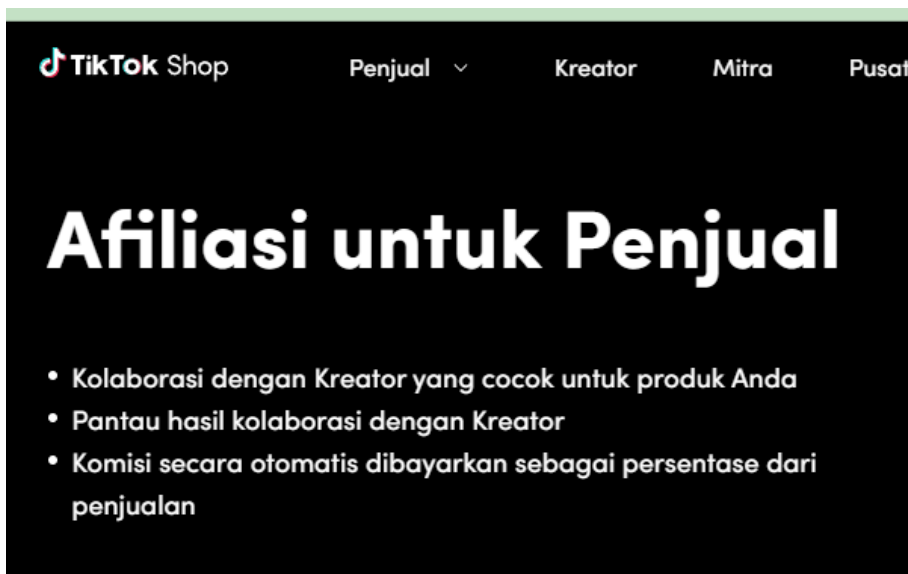 TikTok Shop
Penjual
Kreator
Mitra
Pusat
Afiliasi untuk Penjual
• Kolaborasi dengan Kreator yang cocok untuk produk Anda
• Pantau hasil kolaborasi dengan Kreator
• Komisi secara otomatis dibayarkan sebagai persentase dari
penjualan